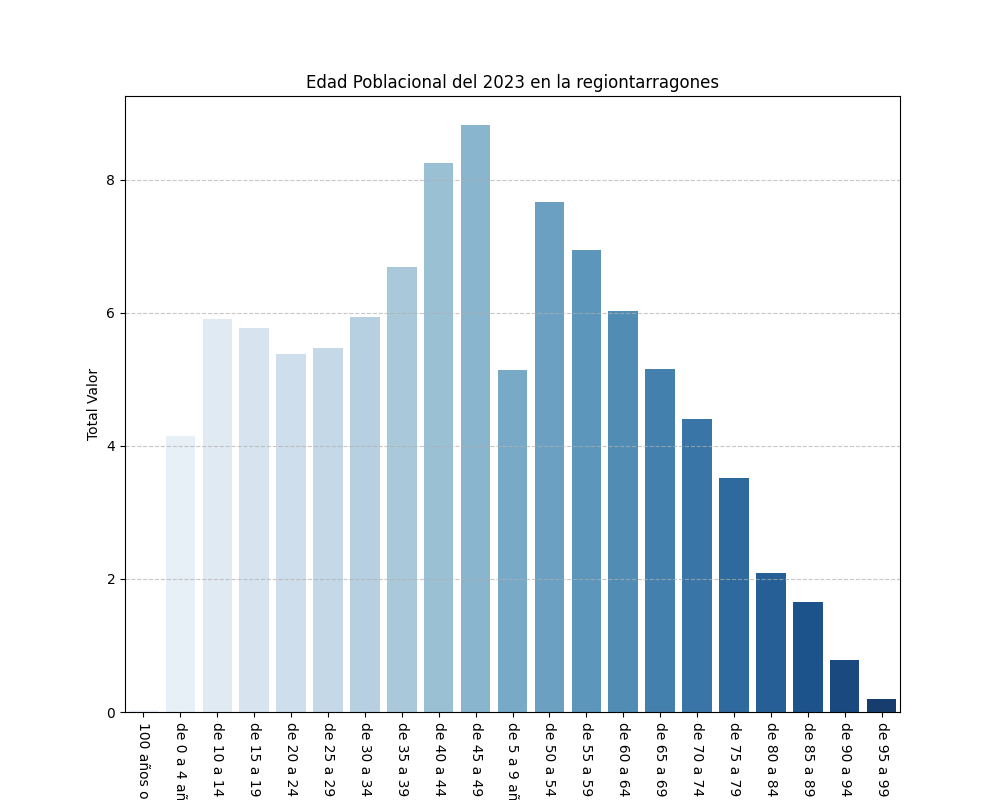 Edad Poblacional del 2023 en la regiontarragones
Total Valor
8
6
4
2
0
100 años o
de 0 a 4 añ
de 10 a 14
de 15 a 19
de 20 a 24
de 25 a 29
de 30 a 34
de 35 a 39
de 40 a 44
de 45 a 49
de 5 a 9 añ
de 50 a 54
de 55 a 59
de 60 a 64
de 65 a 69
de 70 a 74
de 75 a 79
de 80 a 84
de 85 a 89
de 90 a 94
de 95 a 99